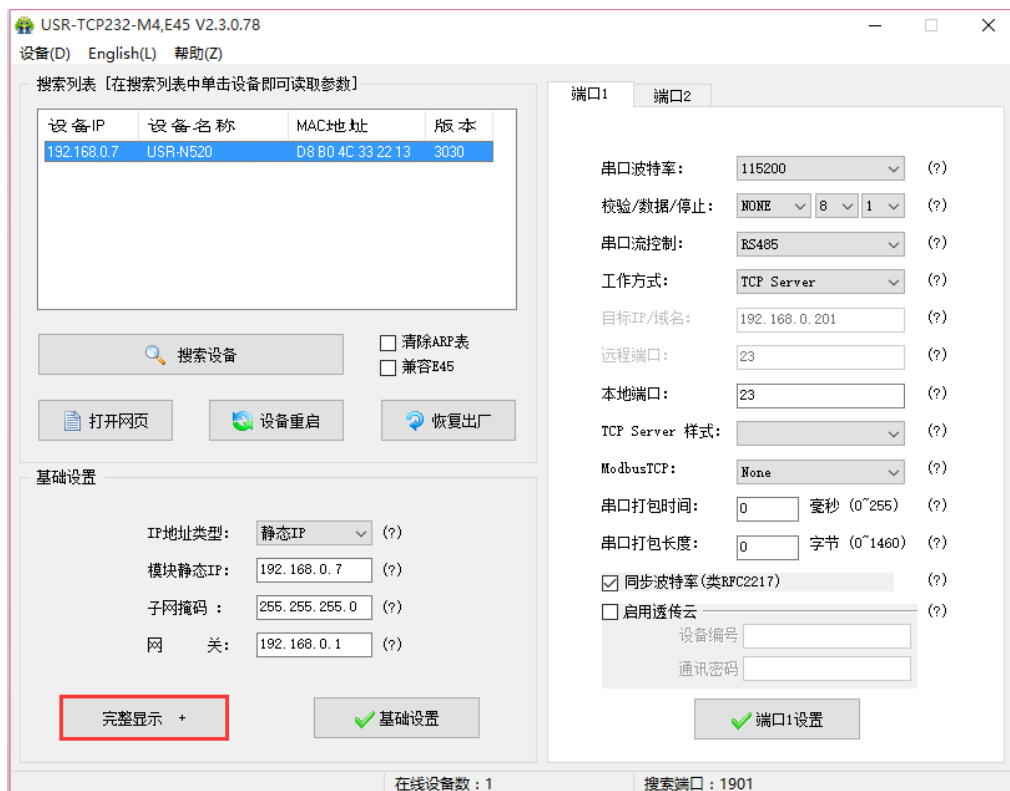 USR-TCP232-M4,E45 V2.3.0.78
设备(D) English(L) 帮助(Z)
搜索列表 [在搜索列表中单击设备即可读取参数]
设备IP 设备名称 MAC地址 版本
192.168.0.7 USR-N520 D8 B0 4C 33 22 13 3030
搜索设备
清除ARP表
兼容E45
打开网页 设备重启 恢复出厂
基础设置
IP地址类型: 静态IP (?)
模块静态IP: 192.168.0.7 (?)
子网掩码 : 255.255.255.0 (?)
网 关: 192.168.0.1 (?)
完整显示 + 基础设置
端口1 端口2
串口波特率: 115200 (?)
校验/数据/停止: NONE 8 1 (?)
串口流控制: RS485 (?)
工作方式: TCP Server (?)
目标IP/域名: 192.168.0.201 (?)
远程端口: 23 (?)
本地端口: 23 (?)
TCP Server 样式: (?)
ModbusTCP: None (?)
串口打包时间: 0 毫秒 (0~255) (?)
串口打包长度: 0 字节 (0~1460) (?)
同步波特率(类RFC2217) (?)
启用透传云 (?)
设备编号
通讯密码
端口1设置
在线设备数:1 搜索端口:1901